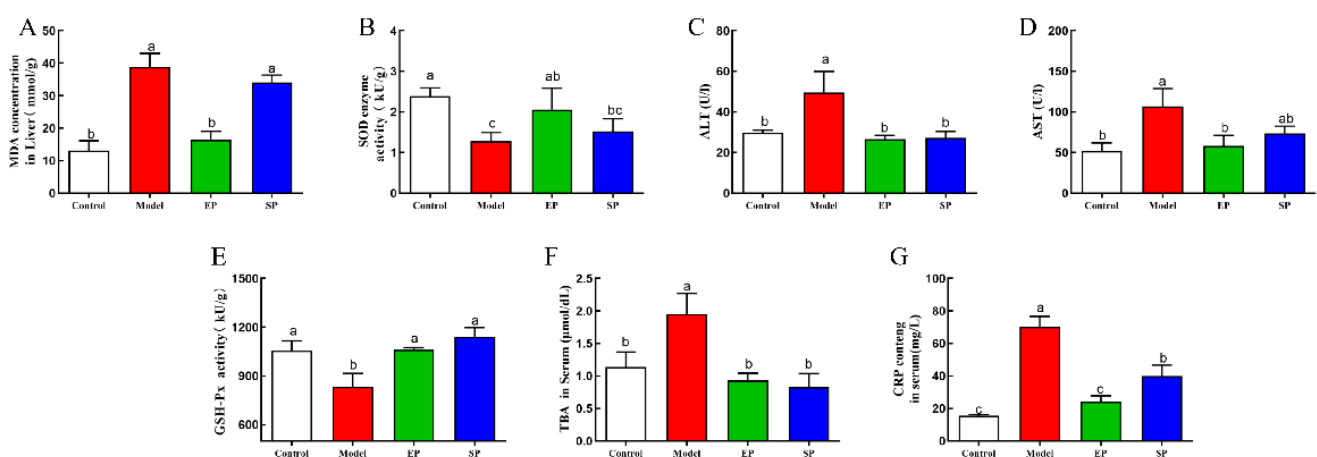 A
MDA concentration
in Liver( mmol/g)
50
40
30
20
10
0
b
a
b
a
Control
Model
EP
SP
B
SOD enzyme
activity( kU/g)
4
3
2
1
0
a
c
ab
bc
Control
Model
EP
SP
C
ALT (U/l)
80
60
40
20
0
b
a
b
b
Control
Model
EP
SP
D
AST (U/l)
200
150
100
50
0
b
a
b
ab
Control
Model
EP
SP
E
GSH-Px activity( kU/g)
1500
1200
900
600
a
b
a
a
Control
Model
EP
SP
F
TBA in Serum (μmol/dL)
2.5
2.0
1.5
1.0
0.5
0.0
b
a
b
b
Control
Model
EP
SP
G
CRP conteng
in serum(mg/L)
80
60
40
20
0
c
a
c
b
Control
Model
EP
SP